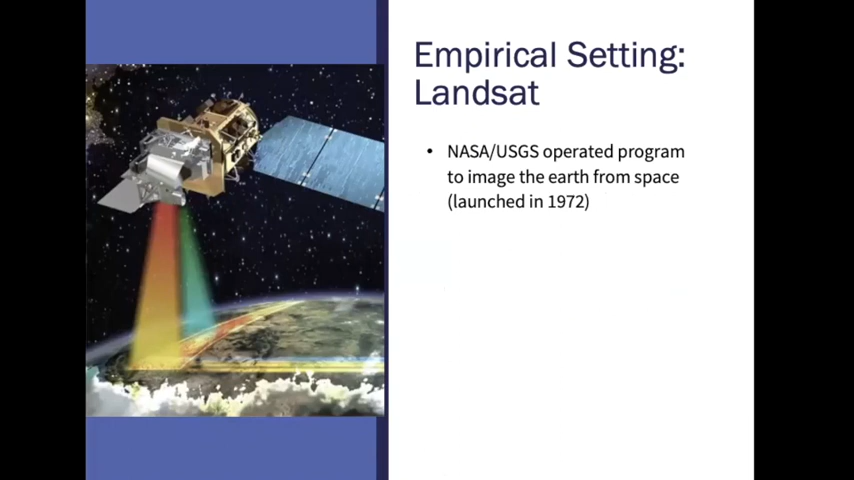 Empirical Setting:
Landsat
• NASA/USGS operated program
to image the earth from space
(launched in 1972)